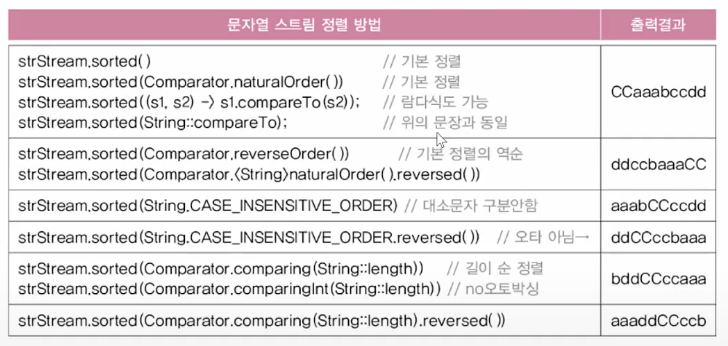 문자열 스트림 정렬 방법 출력결과
strStream.sorted() // 기본 정렬
strStream.sorted(Comparator.naturalOrder()) // 기본 정렬
strStream.sorted((s1, s2) -> s1.compareTo(s2)); // 람다식도 가능
strStream.sorted(String::compareTo); // 위의 문장과 동일
CCaaabccdd
strStream.sorted(Comparator.reverseOrder()) // 기본 정렬의 역순
strStream.sorted(Comparator.<String>naturalOrder().reversed())
ddccbaaaCC
strStream.sorted(String.CASE_INSENSITIVE_ORDER) // 대소문자 구분안함 aaabCCccdd
strStream.sorted(String.CASE_INSENSITIVE_ORDER.reversed()) // 오타 아님→ ddCCccbaaa
strStream.sorted(Comparator.comparing(String::length)) // 길이 순 정렬
strStream.sorted(Comparator.comparingInt(String::length)) // no오토박싱
bddCCccaaa
strStream.sorted(Comparator.comparing(String::length).reversed()) aaaddCCccb